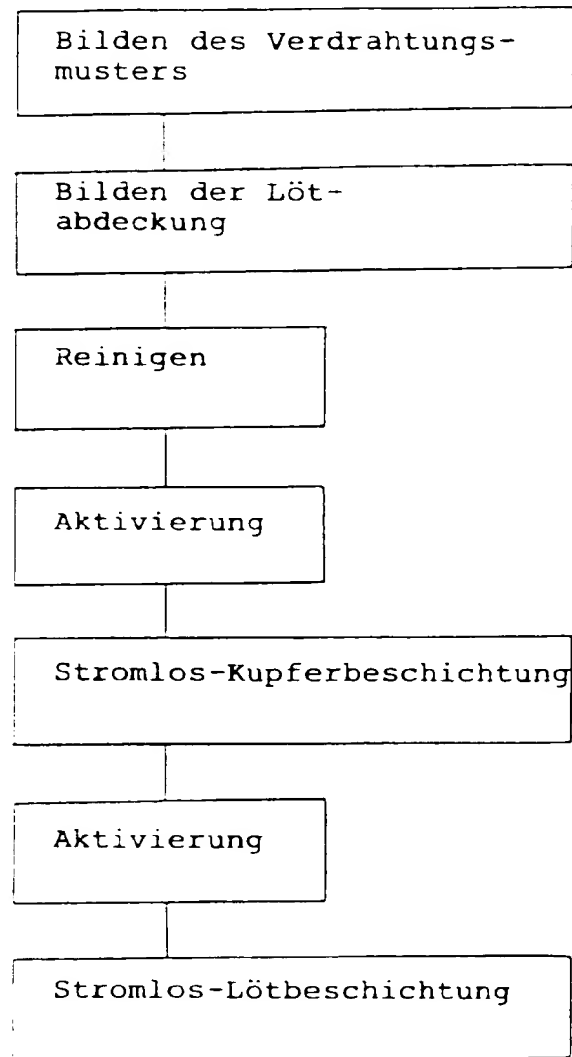 Bilden des Verdrahtungs-
musters
Bilden der Löt-
abdeckung
Reinigen
Aktivierung
Stromlos-Kupferbeschichtung
Aktivierung
Stromlos-Lötbeschichtung